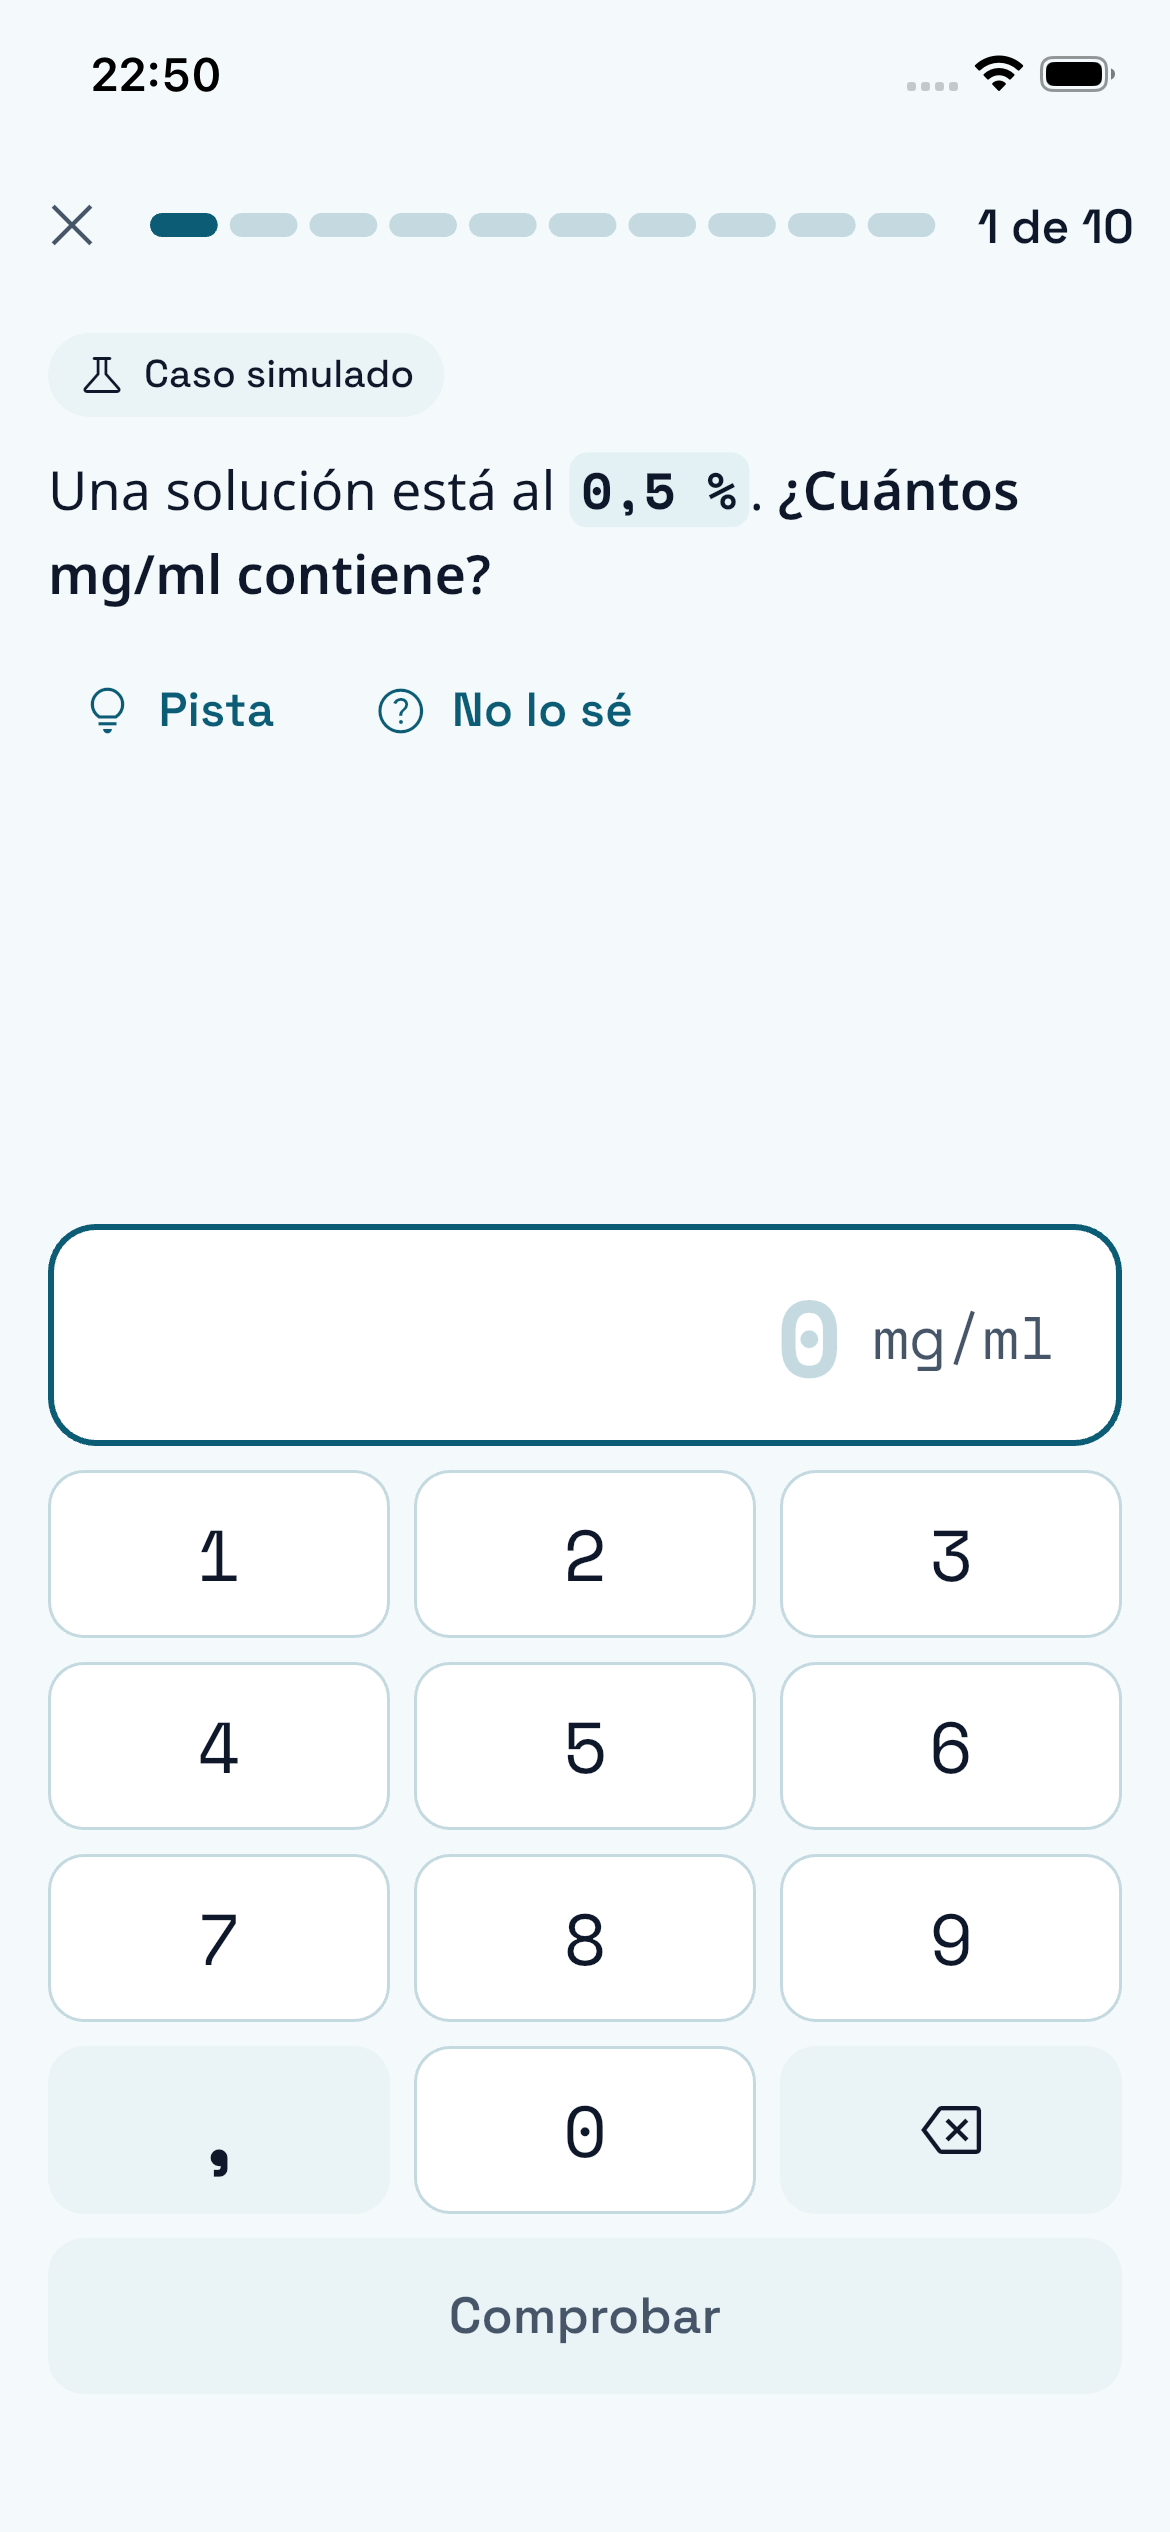 22:50
1 de 10
Caso simulado
Una solución está al 0,5 %. ¿Cuántos
mg/ml contiene?
Pista
No lo sé
0 mg/ml
1 2 3
4 5 6
7 8 9
, 0
Comprobar